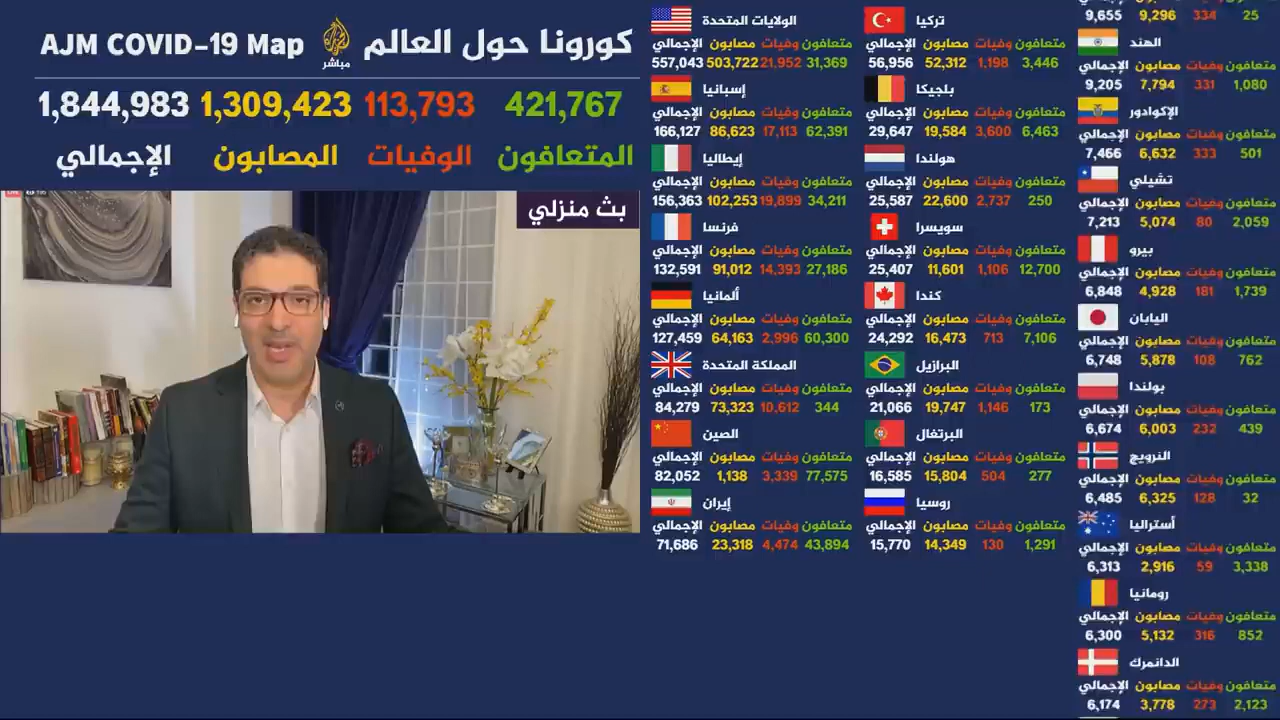 AJM COVID-19 Map مباشر كورونا حول العالم
1,844,983 1,309,423 113,793 421,767
الإجمالي المصابون الوفيات المتعافون
بث منزلي
الولايات المتحدة
الإجمالي مصابون وفيات متعافون
557,043 503,722 21,952 31,369
إسبانيا
الإجمالي مصابون وفيات متعافون
166,127 86,623 17,113 62,391
إيطاليا
الإجمالي مصابون وفيات متعافون
156,363 102,253 19,899 34,211
فرنسا
الإجمالي مصابون وفيات متعافون
132,591 91,012 14,393 27,186
ألمانيا
الإجمالي مصابون وفيات متعافون
127,459 64,163 2,996 60,300
المملكة المتحدة
الإجمالي مصابون وفيات متعافون
84,279 73,323 10,612 344
الصين
الإجمالي مصابون وفيات متعافون
82,052 1,138 3,339 77,575
إيران
الإجمالي مصابون وفيات متعافون
71,686 23,318 4,474 43,894
تركيا
الإجمالي مصابون وفيات متعافون
56,956 52,312 1,198 3,446
بلجيكا
الإجمالي مصابون وفيات متعافون
29,647 19,584 3,600 6,463
هولندا
الإجمالي مصابون وفيات متعافون
25,587 22,600 2,737 250
سويسرا
الإجمالي مصابون وفيات متعافون
25,407 11,601 1,106 12,700
كندا
الإجمالي مصابون وفيات متعافون
24,292 16,473 713 7,106
البرازيل
الإجمالي مصابون وفيات متعافون
21,066 19,747 1,146 173
البرتغال
الإجمالي مصابون وفيات متعافون
16,585 15,804 504 277
روسيا
الإجمالي مصابون وفيات متعافون
15,770 14,349 130 1,291
9,655 9,296 334 25
الهند
الإجمالي مصابون وفيات متعافون
9,205 7,794 331 1,080
الإكوادور
الإجمالي مصابون وفيات متعافون
7,466 6,632 333 501
تشيلي
الإجمالي مصابون وفيات متعافون
7,213 5,074 80 2,059
بيرو
الإجمالي مصابون وفيات متعافون
6,848 4,928 181 1,739
اليابان
الإجمالي مصابون وفيات متعافون
6,748 5,878 108 762
بولندا
الإجمالي مصابون وفيات متعافون
6,674 6,003 232 439
النرويج
الإجمالي مصابون وفيات متعافون
6,485 6,325 128 32
أستراليا
الإجمالي مصابون وفيات متعافون
6,313 2,916 59 3,338
رومانيا
الإجمالي مصابون وفيات متعافون
6,300 5,132 316 852
الدانمرك
الإجمالي مصابون وفيات متعافون
6,174 3,778 273 2,123